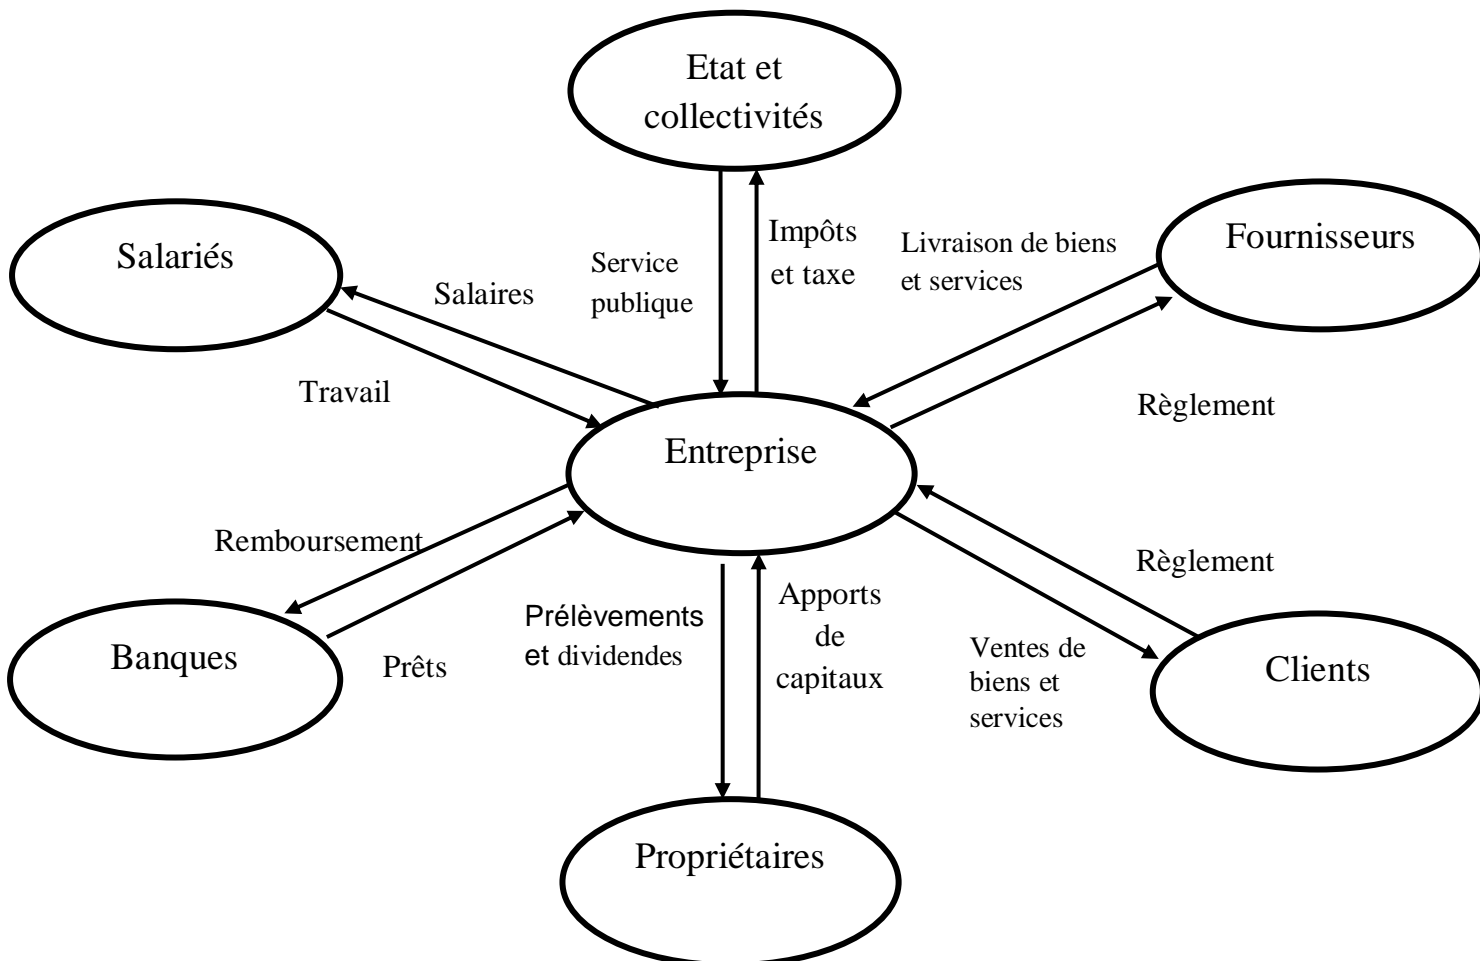 Etat et
collectivités
Salariés
Fournisseurs
Impôts
et taxe
Livraison de biens
et services
Service
publique
Salaires
Travail
Règlement
Entreprise
Remboursement
Règlement
Prélèvements
et dividendes
Apports
de
capitaux
Banques
Prêts
Ventes de
biens et
services
Clients
Propriétaires